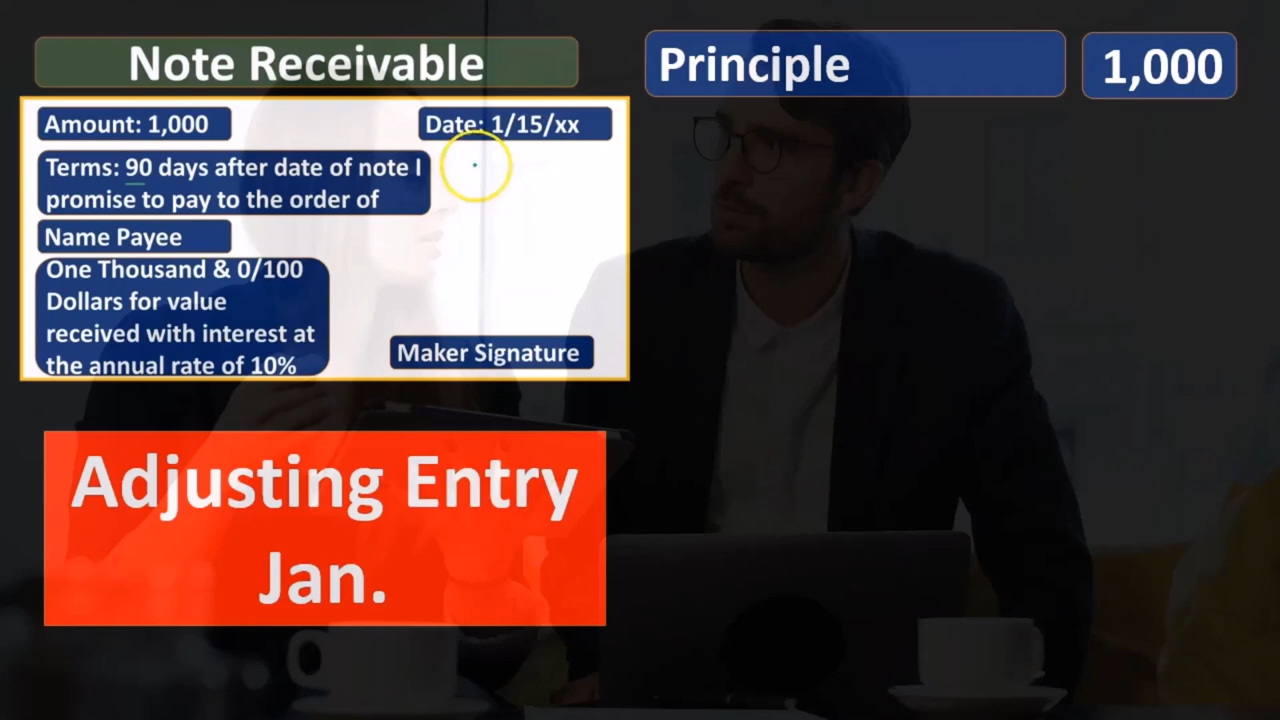 Note Receivable
Principle
1,000
Amount: 1,000
Date: 1/15/xx
Terms: 90 days after date of note I
promise to pay to the order of
Name Payee
One Thousand & 0/100
Dollars for value
received with interest at
the annual rate of 10%
Maker Signature
Adjusting Entry
Jan.